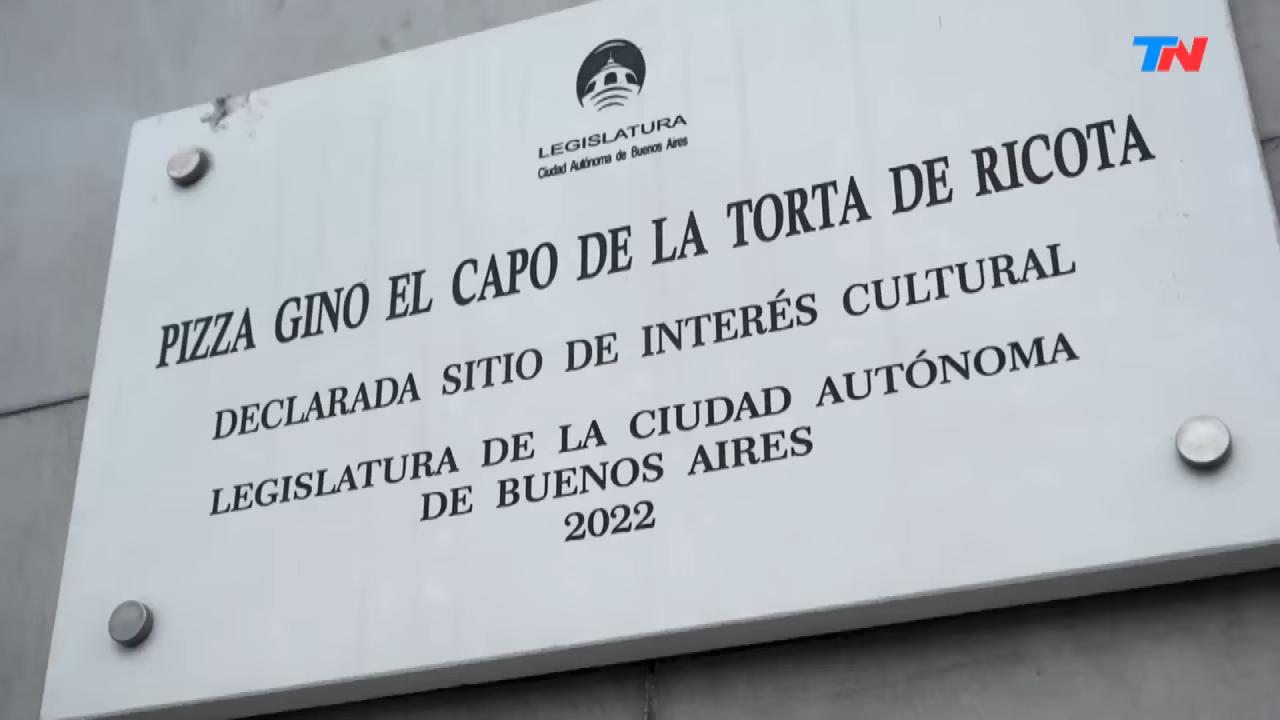 TN
LEGISLATURA
Ciudad Autónoma de Buenos Aires
PIZZA GINO EL CAPO DE LA TORTA DE RICOTA
DECLARADA SITIO DE INTERÉS CULTURAL
LEGISLATURA DE LA CIUDAD AUTÓNOMA
DE BUENOS AIRES
2022